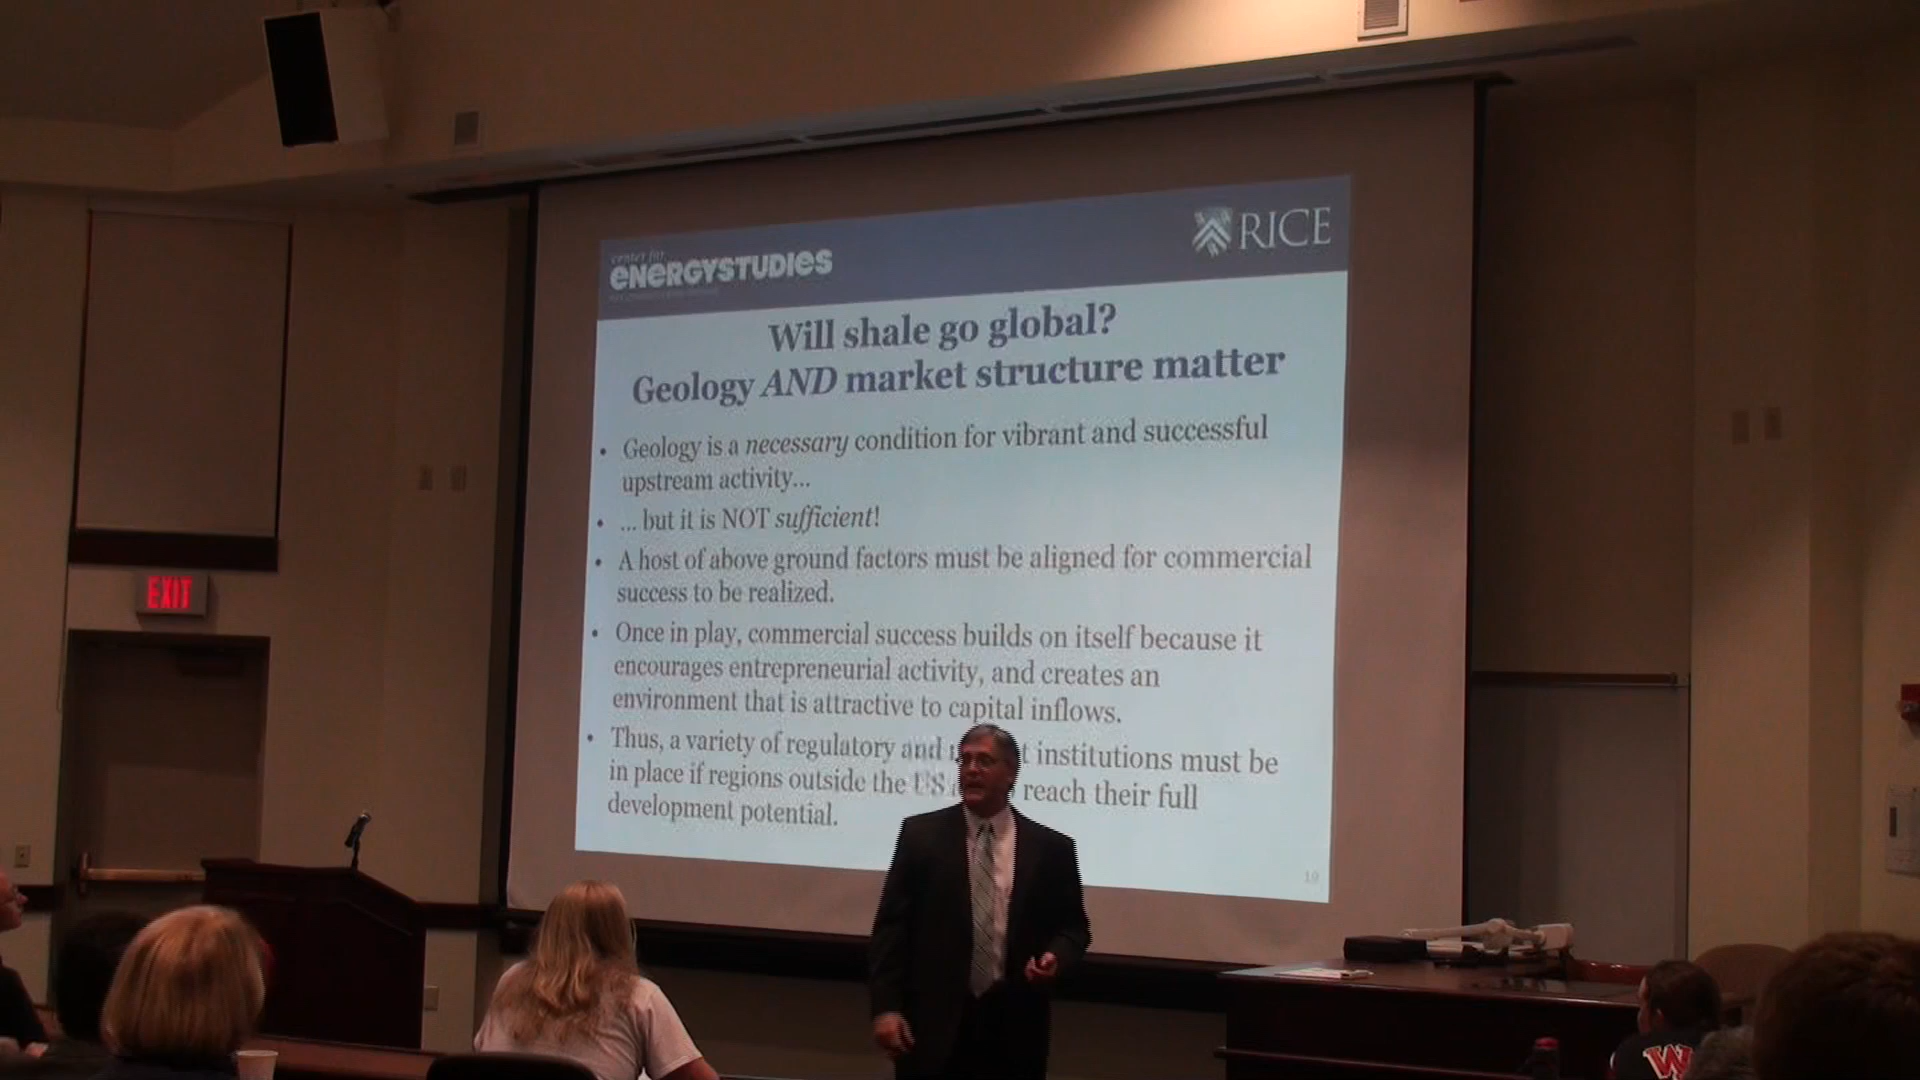 EXIT
center for
ENERGYSTUDIES
RICE
Will shale go global?
Geology AND market structure matter
• Geology is a necessary condition for vibrant and successful
upstream activity...
• ... but it is NOT sufficient!
• A host of above ground factors must be aligned for commercial
success to be realized.
• Once in play, commercial success builds on itself because it
encourages entrepreneurial activity, and creates an
environment that is attractive to capital inflows.
• Thus, a variety of regulatory and institutions must be
in place if regions outside the US reach their full
development potential.
19
W